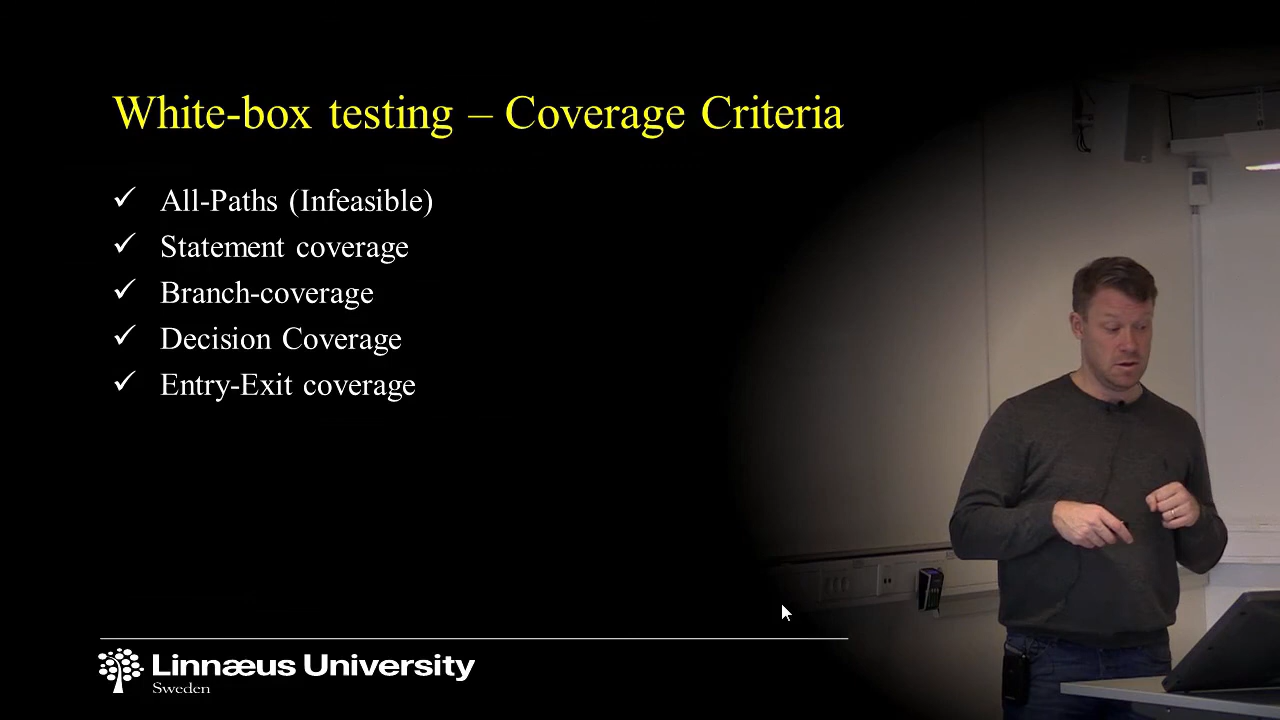 White-box testing – Coverage Criteria
✓ All-Paths (Infeasible)
✓ Statement coverage
✓ Branch-coverage
✓ Decision Coverage
✓ Entry-Exit coverage
Linnæus University
Sweden